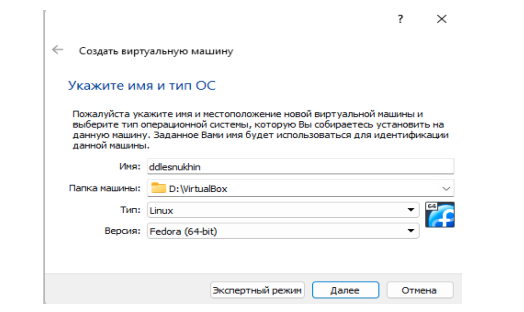 ?
Создать виртуальную машину
Укажите имя и тип ОС
Пожалуйста укажите имя и местоположение новой виртуальной машины и
выберите тип операционной системы, которую Вы собираетесь установить на
данную машину. Заданное Вами имя будет использоваться для идентификации
данной машины.
Имя: ddlesnukhin
Папка машины: D:\VirtualBox
Тип: Linux
64
Версия: Fedora (64-bit)
Экспертный режим Далее Отмена